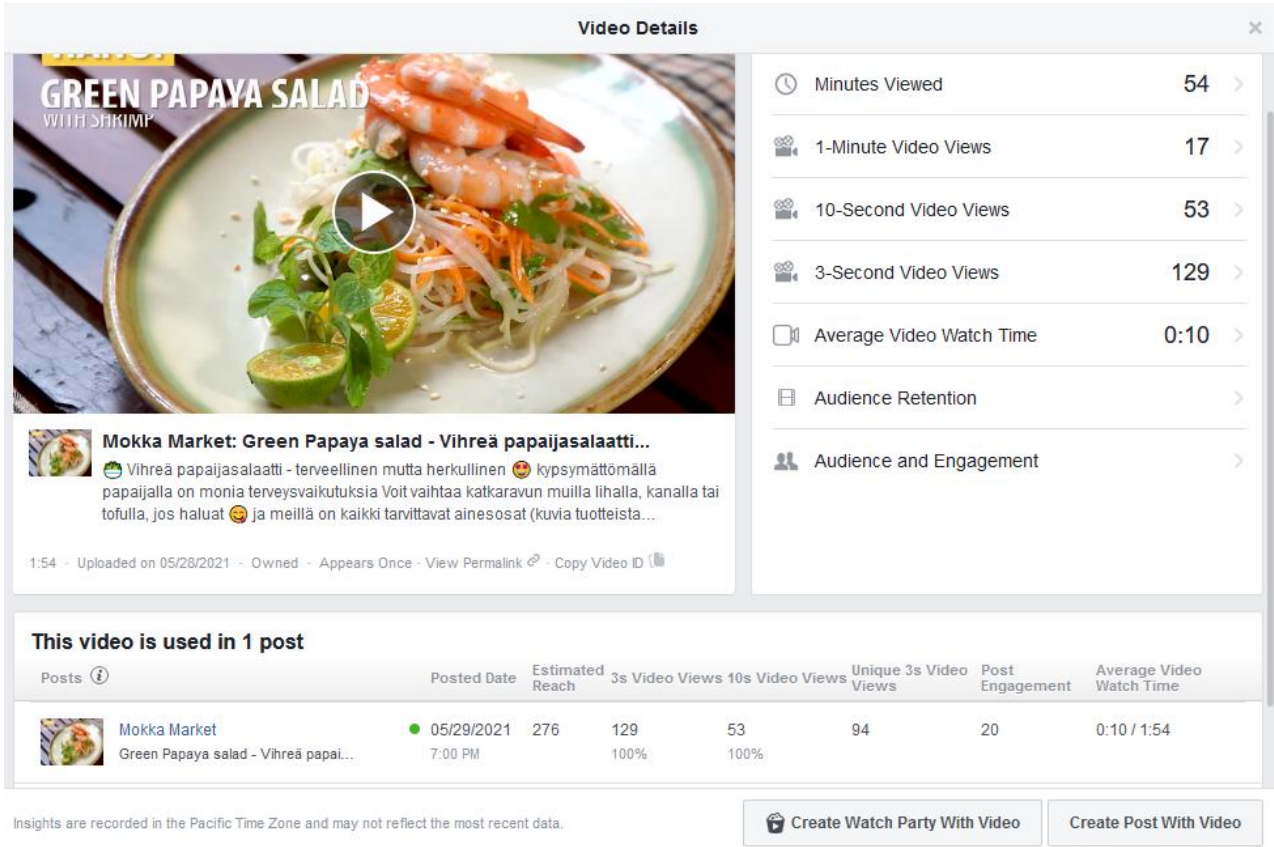 Video Details
GREEN PAPAYA SALAD
WITH SHRIMP
Minutes Viewed 54
1-Minute Video Views 17
10-Second Video Views 53
3-Second Video Views 129
Average Video Watch Time 0:10
Audience Retention
Audience and Engagement
Mokka Market: Green Papaya salad - Vihreä papaijasalaatti...
Vihreä papaijasalaatti - terveellinen mutta herkullinen 😍 kypsymättömällä
papaijalla on monia terveysvaikutuksia Voit vaihtaa katkaravun muilla lihalla, kanalla tai
tofulla, jos haluat 😋 ja meillä on kaikki tarvittavat ainesosat (kuvia tuotteista...
1:54 · Uploaded on 05/28/2021 · Owned · Appears Once · View Permalink · Copy Video ID
This video is used in 1 post
Posts Posted Date Estimated Reach 3s Video Views 10s Video Views Unique 3s Video Views Post Engagement Average Video Watch Time
Mokka Market 05/29/2021 276 129 53 94 20 0:10 / 1:54
Green Papaya salad - Vihreä papai... 7:00 PM 100% 100%
Insights are recorded in the Pacific Time Zone and may not reflect the most recent data.
Create Watch Party With Video Create Post With Video